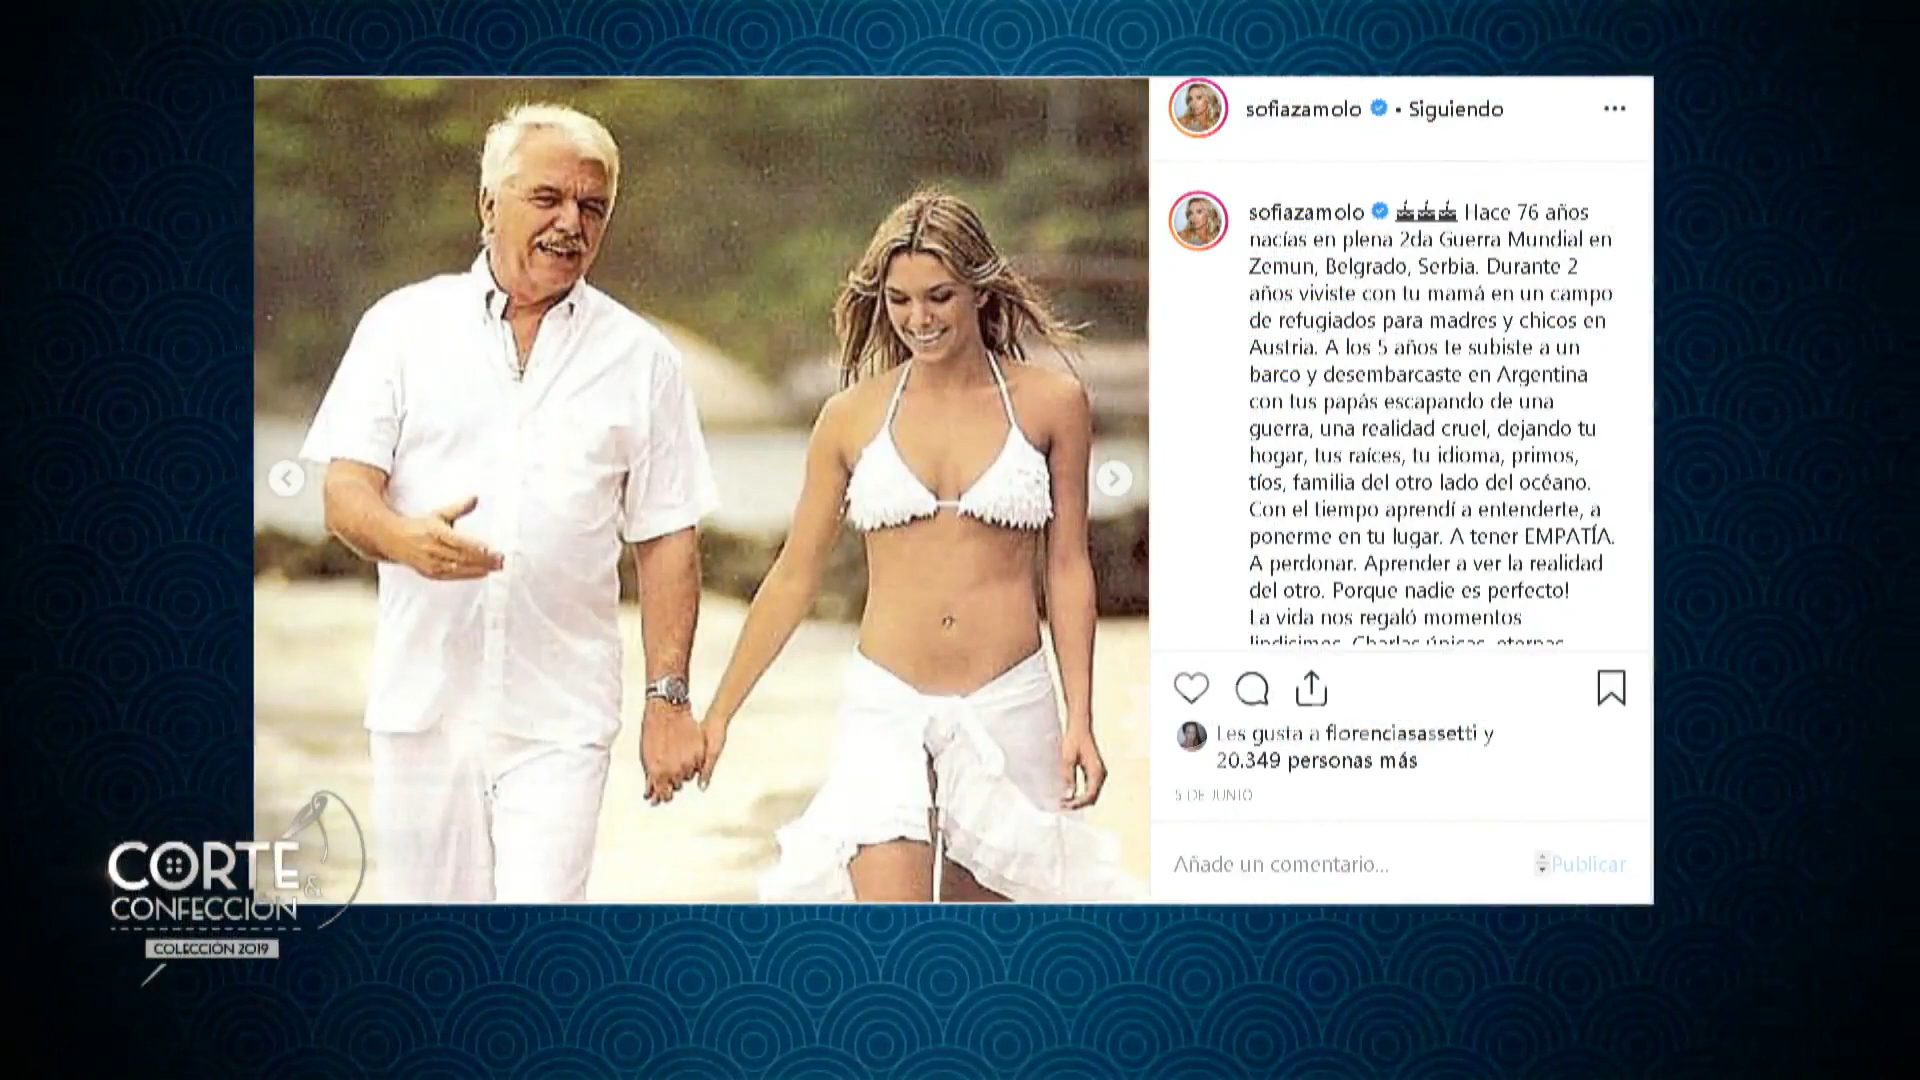 sofiazamolo • Siguiendo
sofiazamolo Hace 76 años
nacías en plena 2da Guerra Mundial en
Zemun, Belgrado, Serbia. Durante 2
años viviste con tu mamá en un campo
de refugiados para madres y chicos en
Austria. A los 5 años te subiste a un
barco y desembarcaste en Argentina
con tus papás escapando de una
guerra, una realidad cruel, dejando tu
hogar, tus raíces, tu idioma, primos,
tíos, familia del otro lado del océano.
Con el tiempo aprendí a entenderte, a
ponerme en tu lugar. A tener EMPATÍA.
A perdonar. Aprender a ver la realidad
del otro. Porque nadie es perfecto!
La vida nos regaló momentos
lindisimos. Charlas únicas, eternas
Les gusta a florenciasassetti y
20.349 personas más
5 DE JUNIO
Añade un comentario...
Publicar
CORTE
&
CONFECCIÓN
COLECCIÓN 2019